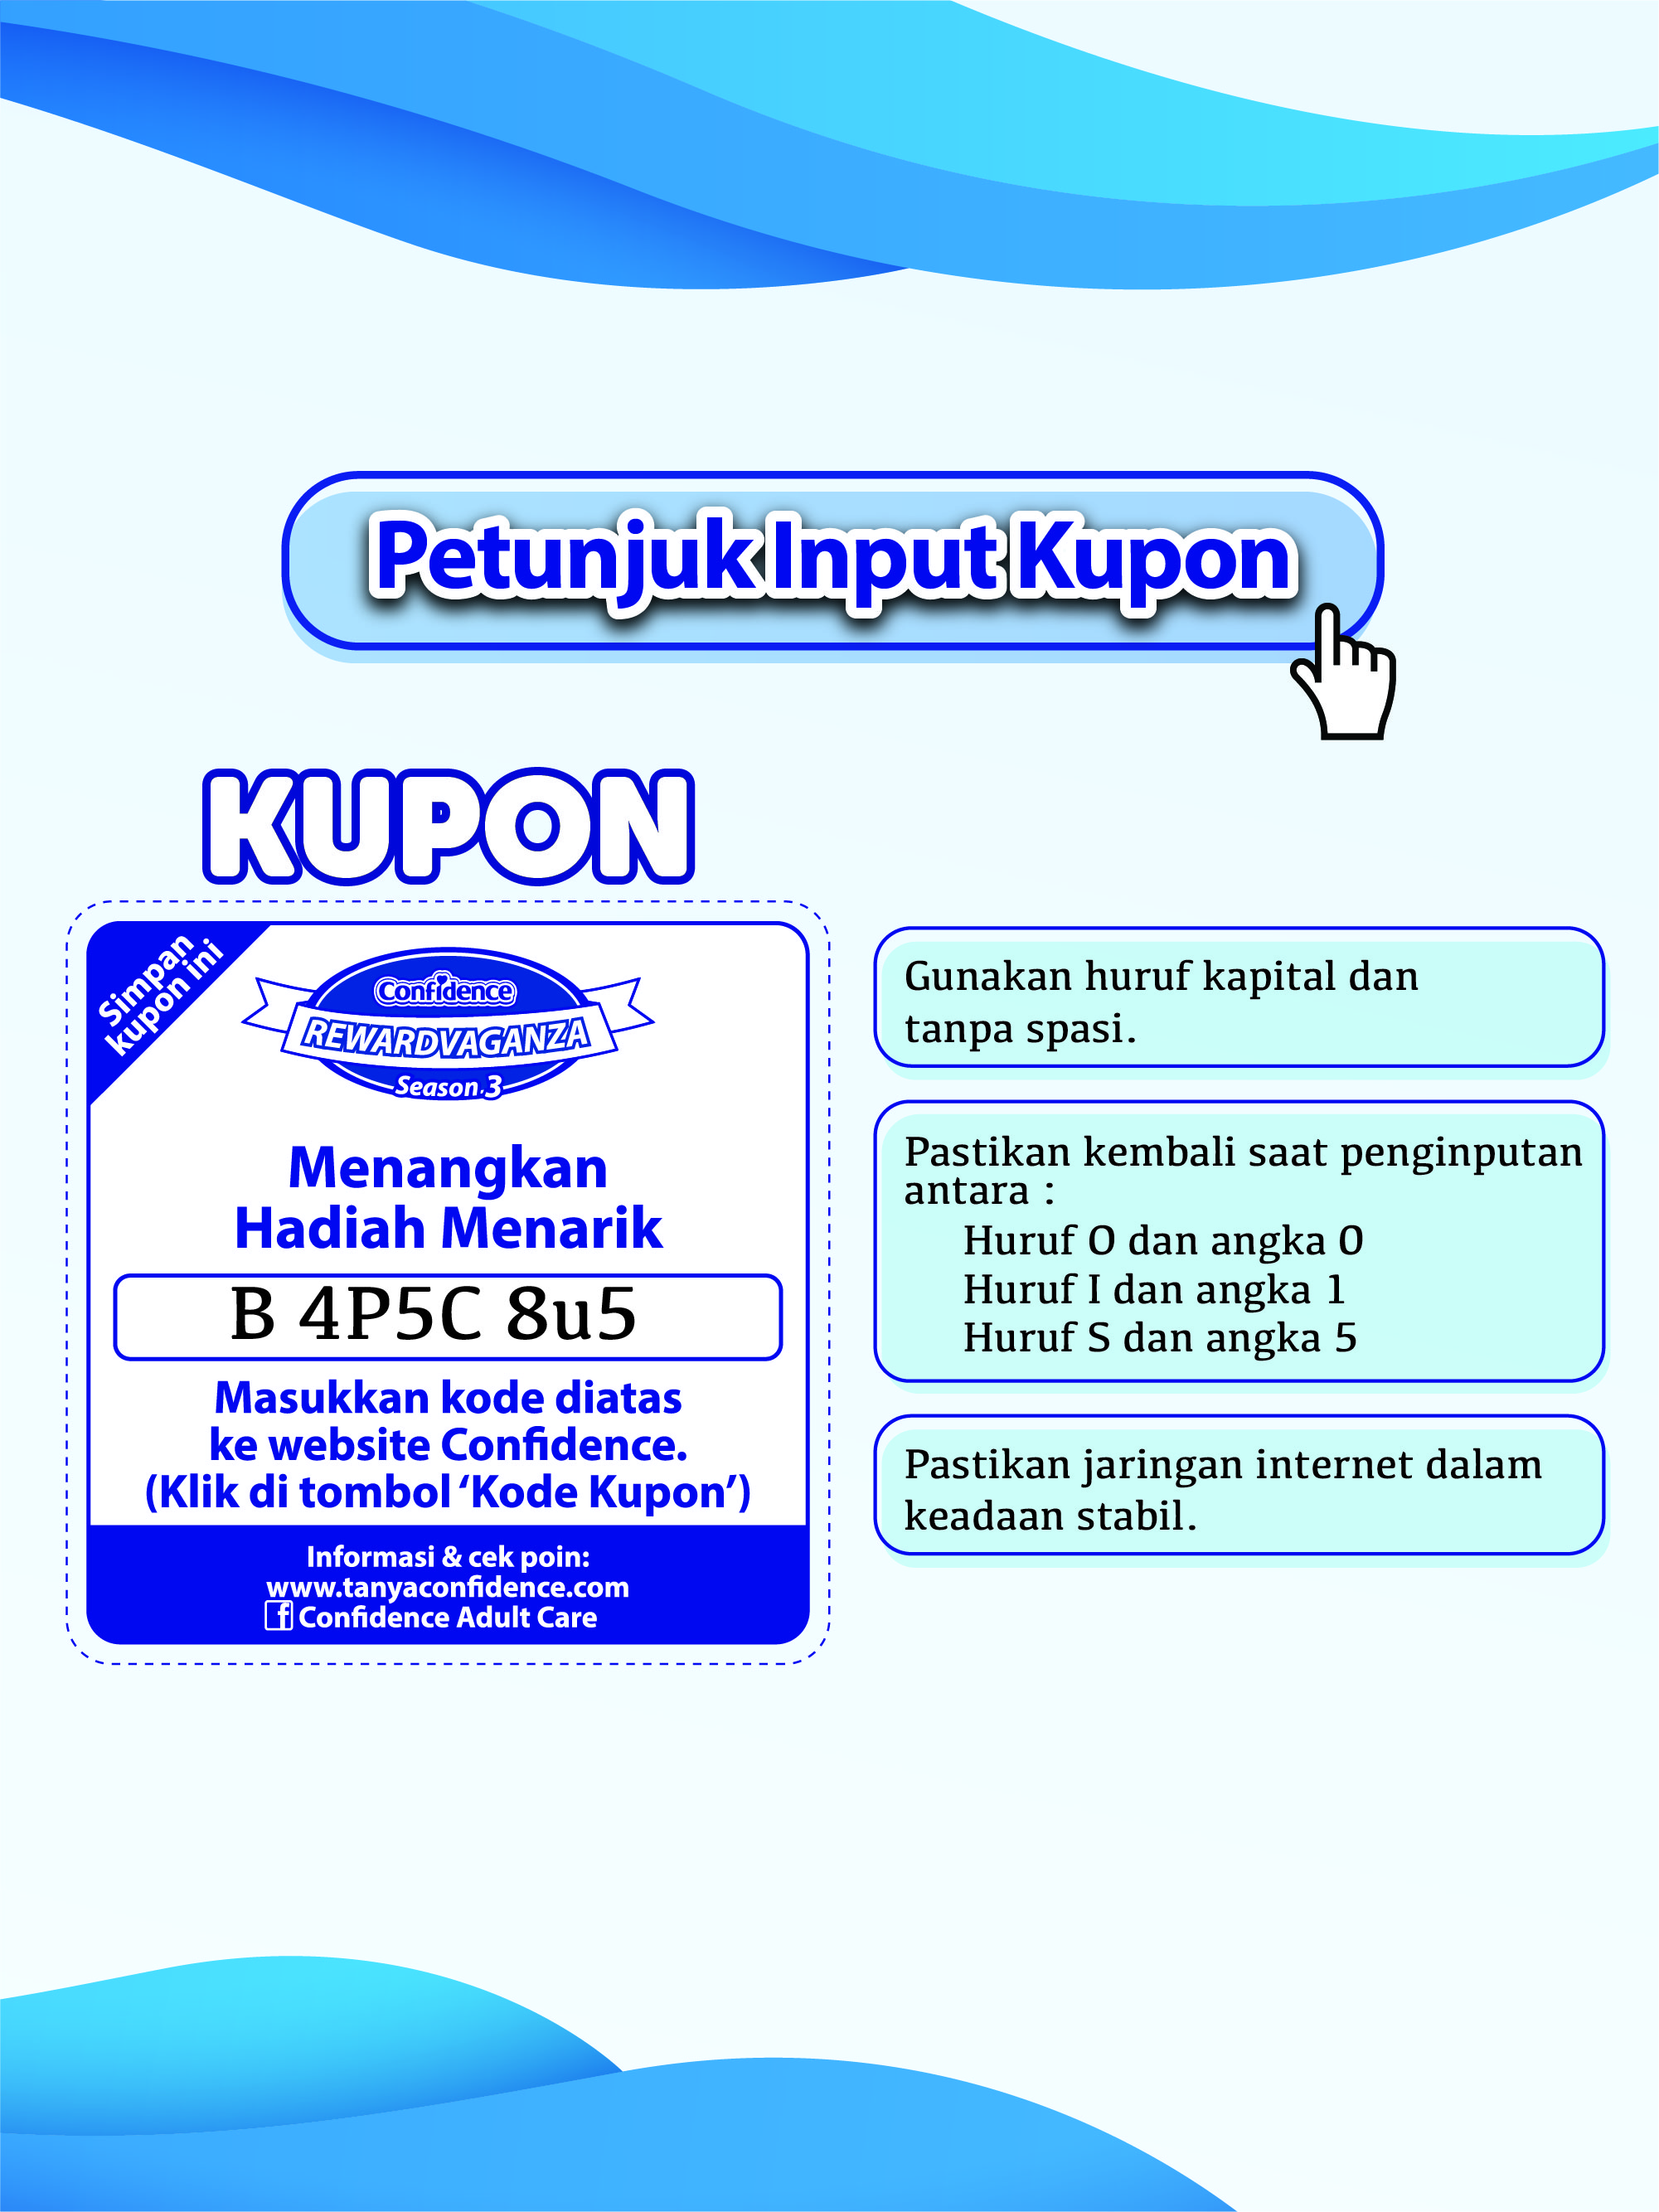 Petunjuk Input Kupon
KUPON
Simpan
kupon ini
Confidence
REWARDVAGANZA
Season.3
Menangkan
Hadiah Menarik
B 4P5C 8u5
Masukkan kode diatas
ke website Confidence.
(Klik di tombol ‘Kode Kupon’)
Informasi & cek poin:
www.tanyaconfidence.com
f Confidence Adult Care
Gunakan huruf kapital dan
tanpa spasi.
Pastikan kembali saat penginputan
antara :
Huruf O dan angka 0
Huruf I dan angka 1
Huruf S dan angka 5
Pastikan jaringan internet dalam
keadaan stabil.